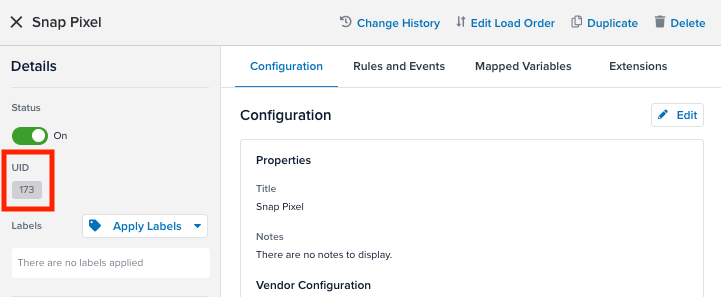 Snap Pixel
Change History
Edit Load Order
Duplicate
Delete
Details
Status
On
UID
173
Labels
Apply Labels
There are no labels applied
Configuration
Rules and Events
Mapped Variables
Extensions
Configuration
Edit
Properties
Title
Snap Pixel
Notes
There are no notes to display.
Vendor Configuration